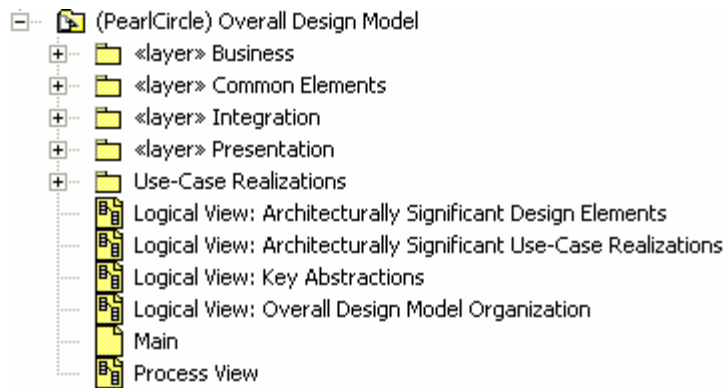 (PearlCircle) Overall Design Model
«layer» Business
«layer» Common Elements
«layer» Integration
«layer» Presentation
Use-Case Realizations
Logical View: Architecturally Significant Design Elements
Logical View: Architecturally Significant Use-Case Realizations
Logical View: Key Abstractions
Logical View: Overall Design Model Organization
Main
Process View